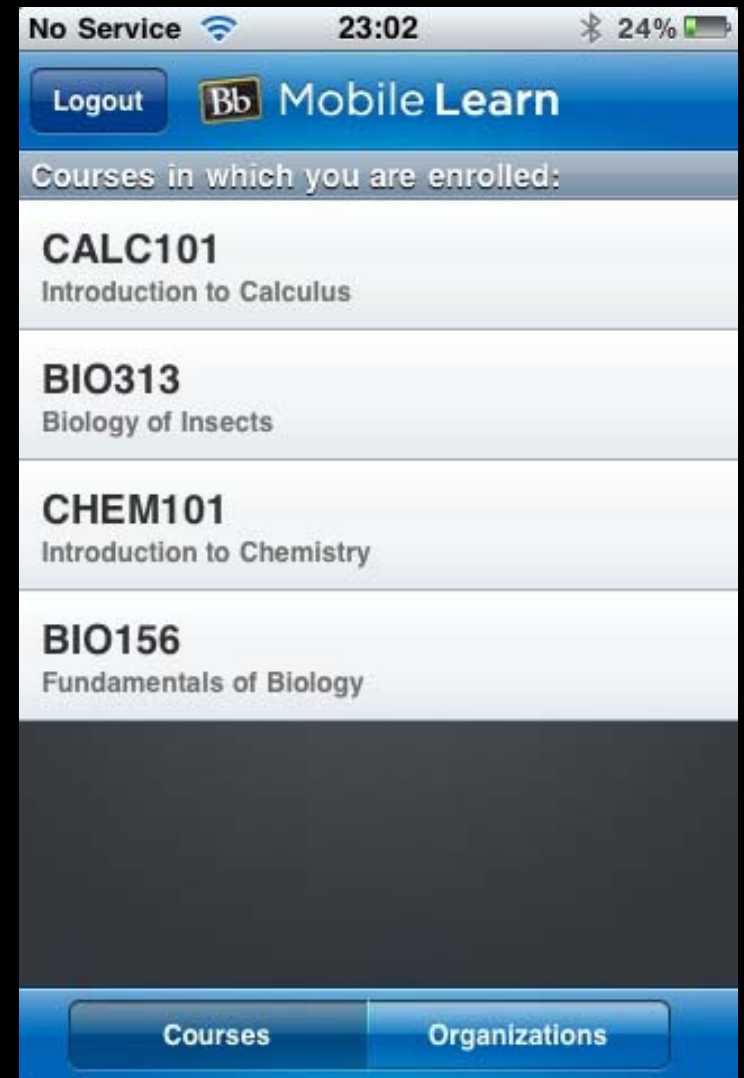 No Service 23:02 24%
Logout Bb Mobile Learn
Courses in which you are enrolled:
CALC101
Introduction to Calculus
BIO313
Biology of Insects
CHEM101
Introduction to Chemistry
BIO156
Fundamentals of Biology
Courses Organizations